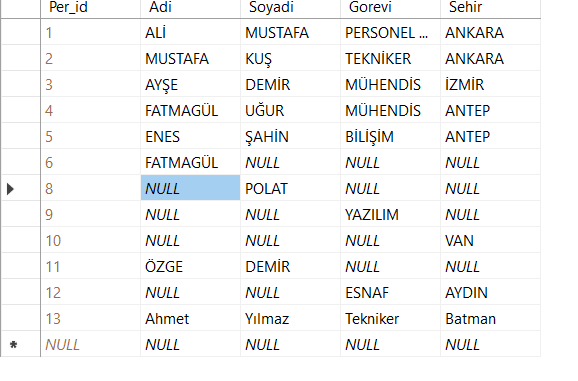 Per_id Adi Soyadi Gorevi Sehir
1 ALİ MUSTAFA PERSONEL ... ANKARA
2 MUSTAFA KUŞ TEKNİKER ANKARA
3 AYŞE DEMİR MÜHENDİS İZMİR
4 FATMAGÜL UĞUR MÜHENDİS ANTEP
5 ENES ŞAHİN BİLİŞİM ANTEP
6 FATMAGÜL NULL NULL NULL
8 NULL POLAT NULL NULL
9 NULL NULL YAZILIM NULL
10 NULL NULL NULL VAN
11 ÖZGE DEMİR NULL NULL
12 NULL NULL ESNAF AYDIN
13 Ahmet Yılmaz Tekniker Batman
* NULL NULL NULL NULL NULL